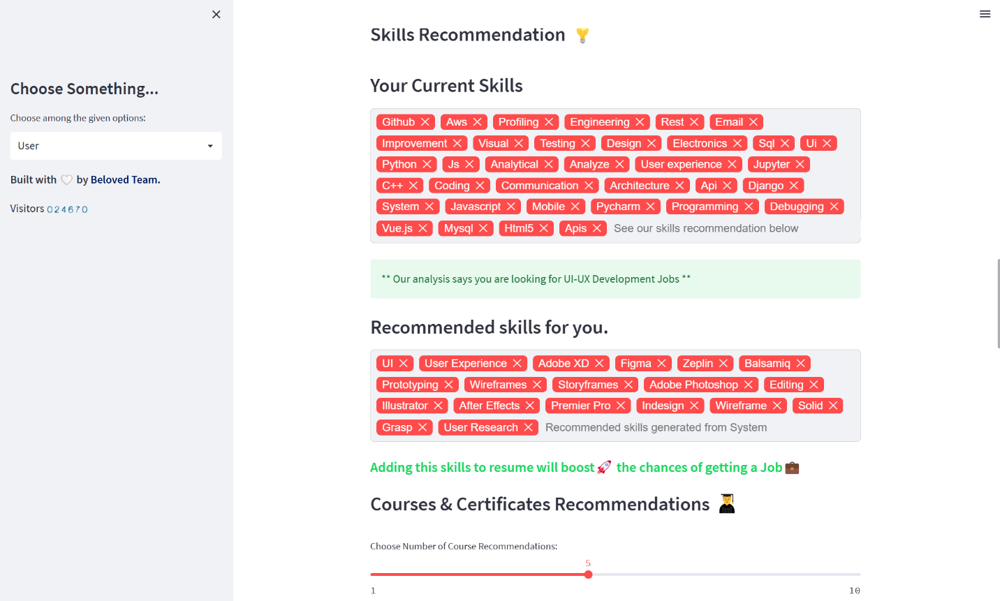 Choose Something...
Choose among the given options:
User
Built with by Beloved Team.
Visitors 024670
Skills Recommendation
Your Current Skills
Github Aws Profiling Engineering Rest Email
Improvement Visual Testing Design Electronics Sql Ui
Python Js Analytical Analyze User experience Jupyter
C++ Coding Communication Architecture Api Django
System Javascript Mobile Pycharm Programming Debugging
Vue.js Mysql Html5 Apis See our skills recommendation below
** Our analysis says you are looking for UI-UX Development Jobs **
Recommended skills for you.
UI User Experience Adobe XD Figma Zeplin Balsamiq
Prototyping Wireframes Storyframes Adobe Photoshop Editing
Illustrator After Effects Premier Pro Indesign Wireframe Solid
Grasp User Research Recommended skills generated from System
Adding this skills to resume will boost the chances of getting a Job
Courses & Certificates Recommendations
Choose Number of Course Recommendations:
5
1 10